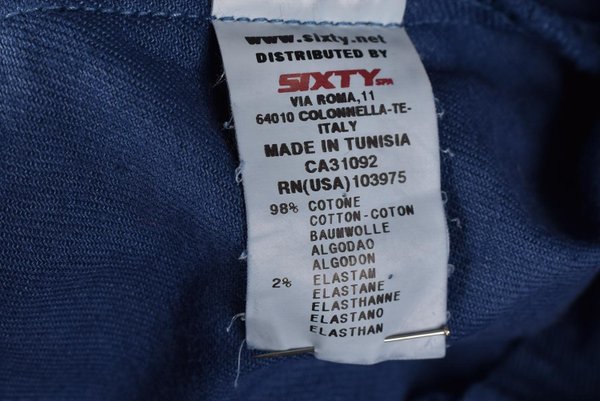 www.sixty.net
DISTRIBUTED BY
SIXTY SPA
VIA ROMA,11
64010 COLONNELLA-TE-
ITALY
MADE IN TUNISIA
CA31092
RN(USA)103975
98% COTONE
COTTON-COTON
BAUMWOLLE
ALGODAO
ALGODON
2% ELASTAM
ELASTANE
ELASTHANNE
ELASTANO
ELASTHAN